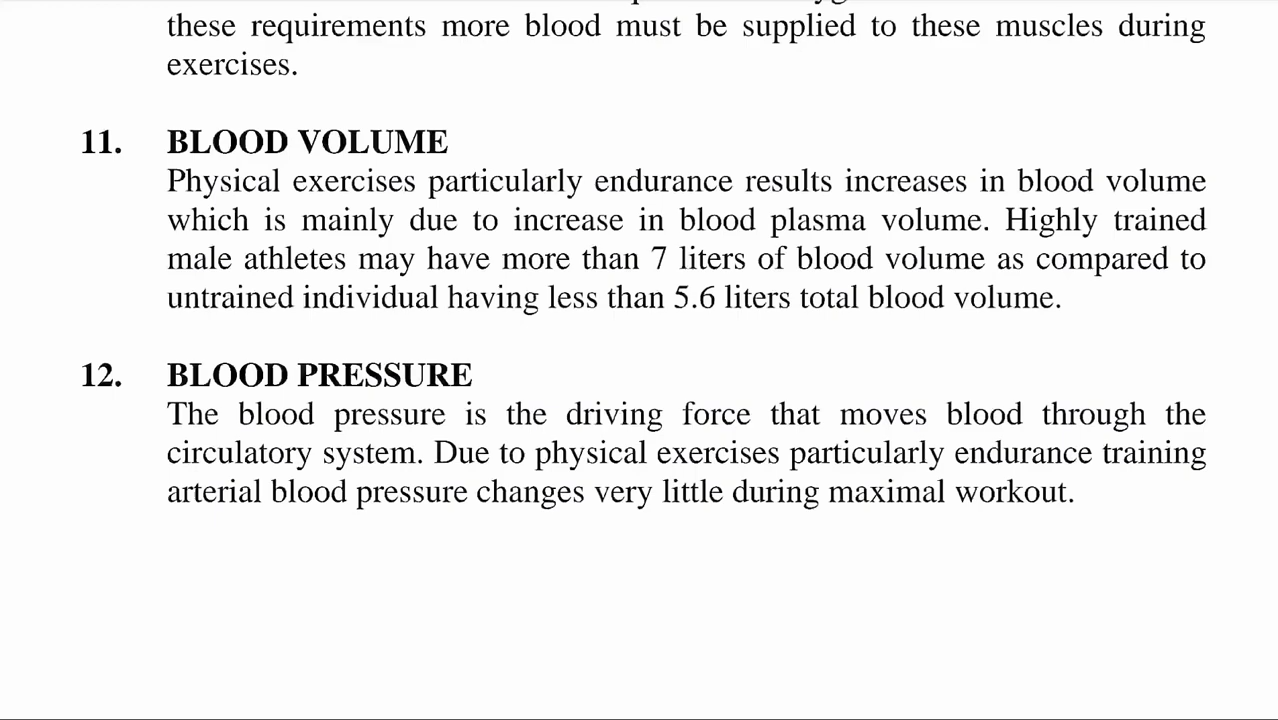 these requirements more blood must be supplied to these muscles during
exercises.
11. BLOOD VOLUME
Physical exercises particularly endurance results increases in blood volume
which is mainly due to increase in blood plasma volume. Highly trained
male athletes may have more than 7 liters of blood volume as compared to
untrained individual having less than 5.6 liters total blood volume.
12. BLOOD PRESSURE
The blood pressure is the driving force that moves blood through the
circulatory system. Due to physical exercises particularly endurance training
arterial blood pressure changes very little during maximal workout.